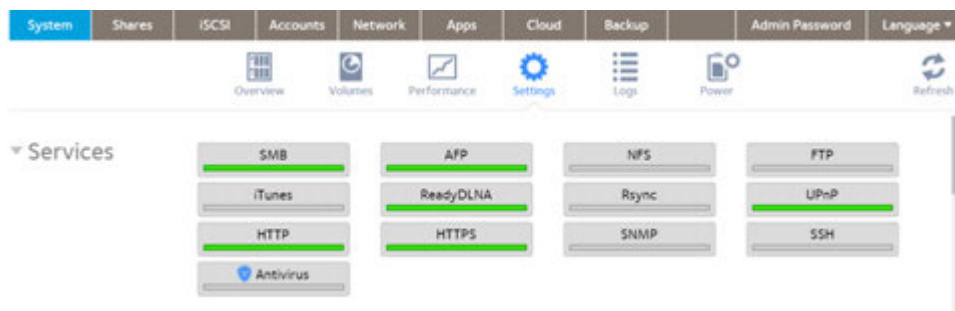 System Shares iSCSI Accounts Network Apps Cloud Backup Admin Password Language
Overview Volumes Performance Settings Logs Power Refresh
Services
SMB AFP NFS FTP
iTunes ReadyDLNA Rsync UPnP
HTTP HTTPS SNMP SSH
Antivirus